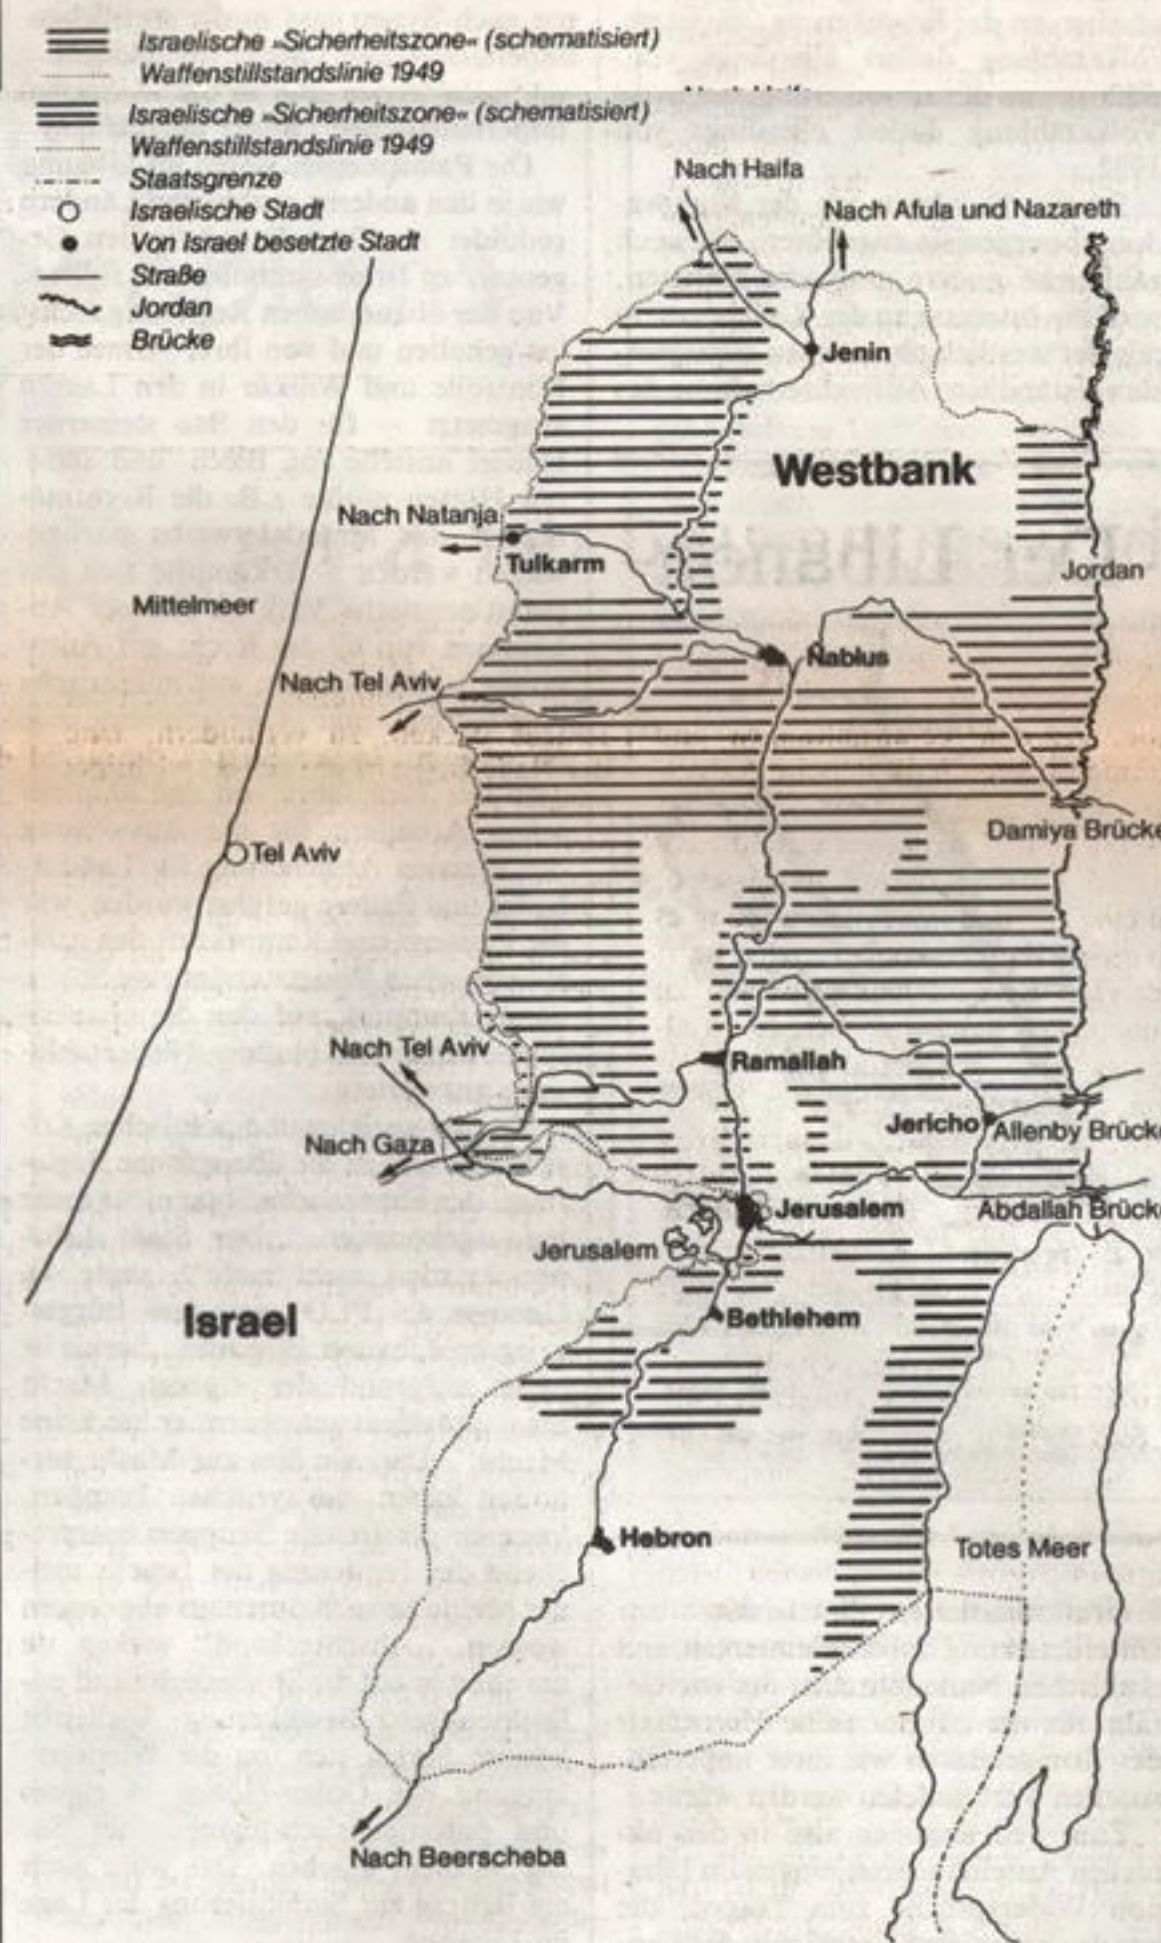 Israelische »Sicherheitszone« (schematisiert)
Waffenstillstandslinie 1949
Israelische »Sicherheitszone« (schematisiert)
Waffenstillstandslinie 1949
Staatsgrenze
Israelische Stadt
Von Israel besetzte Stadt
Straße
Jordan
Brücke
Nach Haifa
Nach Afula und Nazareth
Jenin
Westbank
Nach Natanja
Tulkarm
Jordan
Mittelmeer
Nablus
Nach Tel Aviv
Damiya Brücke
Tel Aviv
Nach Tel Aviv
Ramallah
Jericho
Allenby Brücke
Nach Gaza
Jerusalem
Abdallah Brücke
Jerusalem
Israel
Bethlehem
Hebron
Totes Meer
Nach Beerscheba